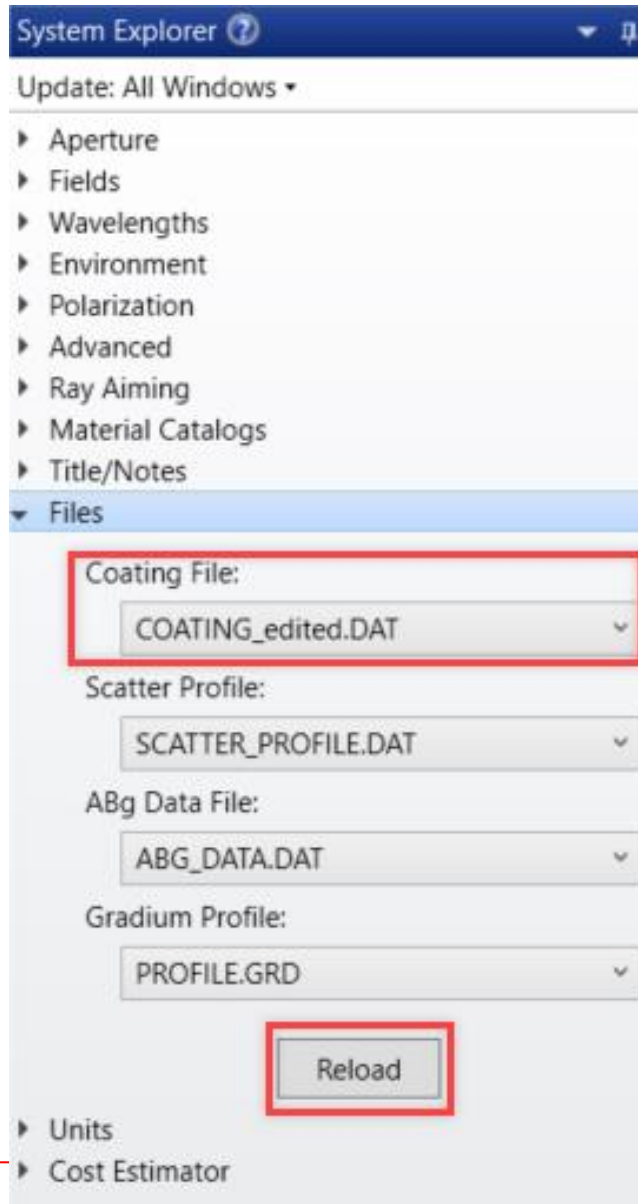 System Explorer ?
Update: All Windows
Aperture
Fields
Wavelengths
Environment
Polarization
Advanced
Ray Aiming
Material Catalogs
Title/Notes
Files
Coating File:
COATING_edited.DAT
Scatter Profile:
SCATTER_PROFILE.DAT
ABg Data File:
ABG_DATA.DAT
Gradium Profile:
PROFILE.GRD
Reload
Units
Cost Estimator